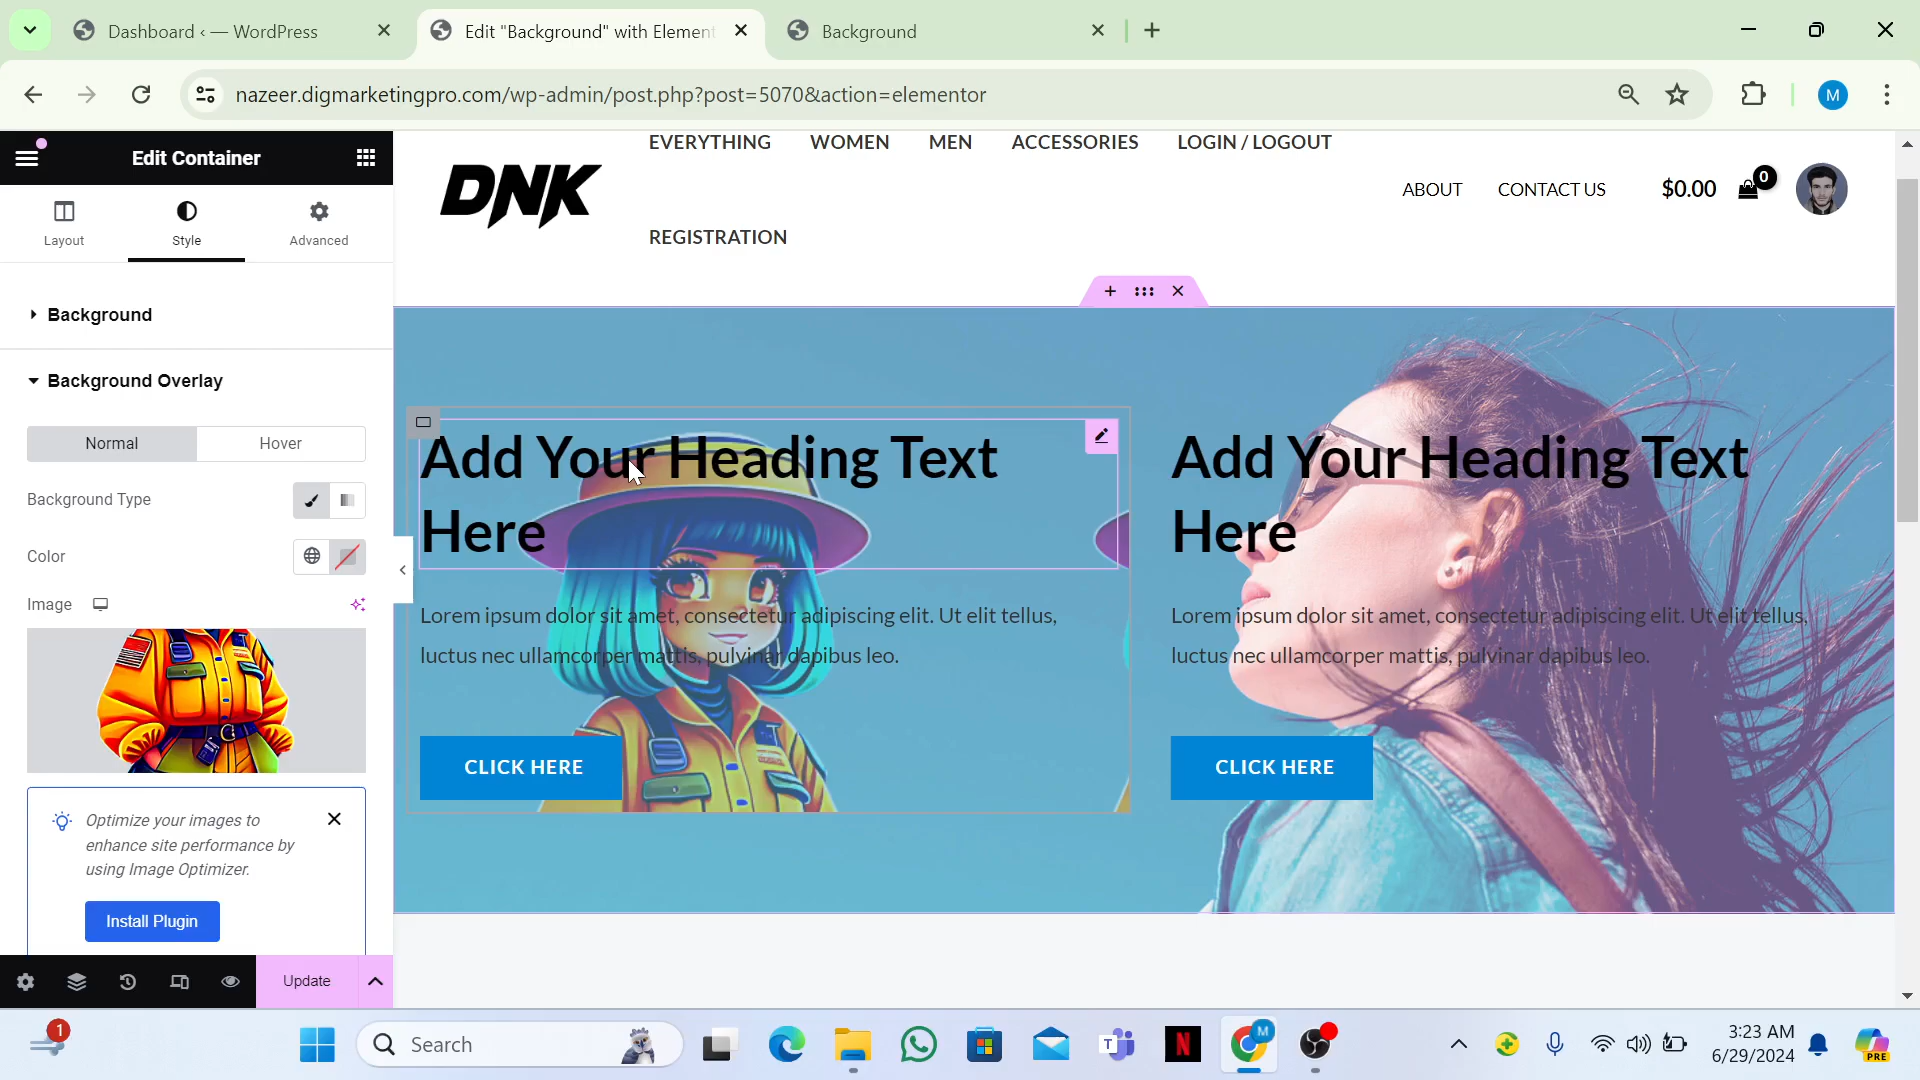 Dashboard ‹ — WordPress
Edit "Background" with Element
Background
nazeer.digmarketingpro.com/wp-admin/post.php?post=5070&action=elementor
M
Edit Container
Layout
Style
Advanced
Background
Background Overlay
Normal
Hover
Background Type
Color
Image
Optimize your images to
enhance site performance by
using Image Optimizer.
Install Plugin
Update
DNK
EVERYTHING
WOMEN
MEN
ACCESSORIES
LOGIN / LOGOUT
REGISTRATION
ABOUT
CONTACT US
$0.00
0
Add Your Heading Text
Here
Lorem ipsum dolor sit amet, consectetur adipiscing elit. Ut elit tellus,
luctus nec ullamcorper mattis, pulvinar dapibus leo.
CLICK HERE
Add Your Heading Text
Here
Lorem ipsum dolor sit amet, consectetur adipiscing elit. Ut elit tellus,
luctus nec ullamcorper mattis, pulvinar dapibus leo.
CLICK HERE
1
Search
T
N
M
3:23 AM
6/29/2024
PRE